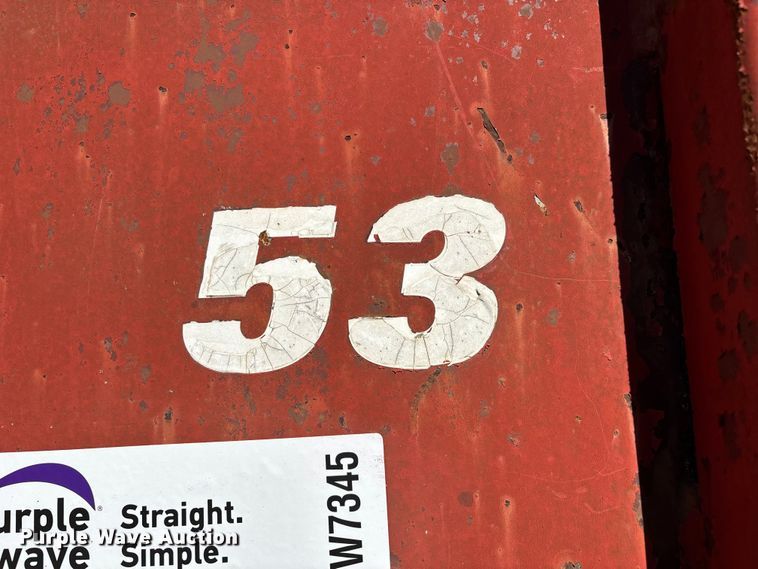 53
urple
wave
Straight.
Simple.
W7345
Purple Wave Auction